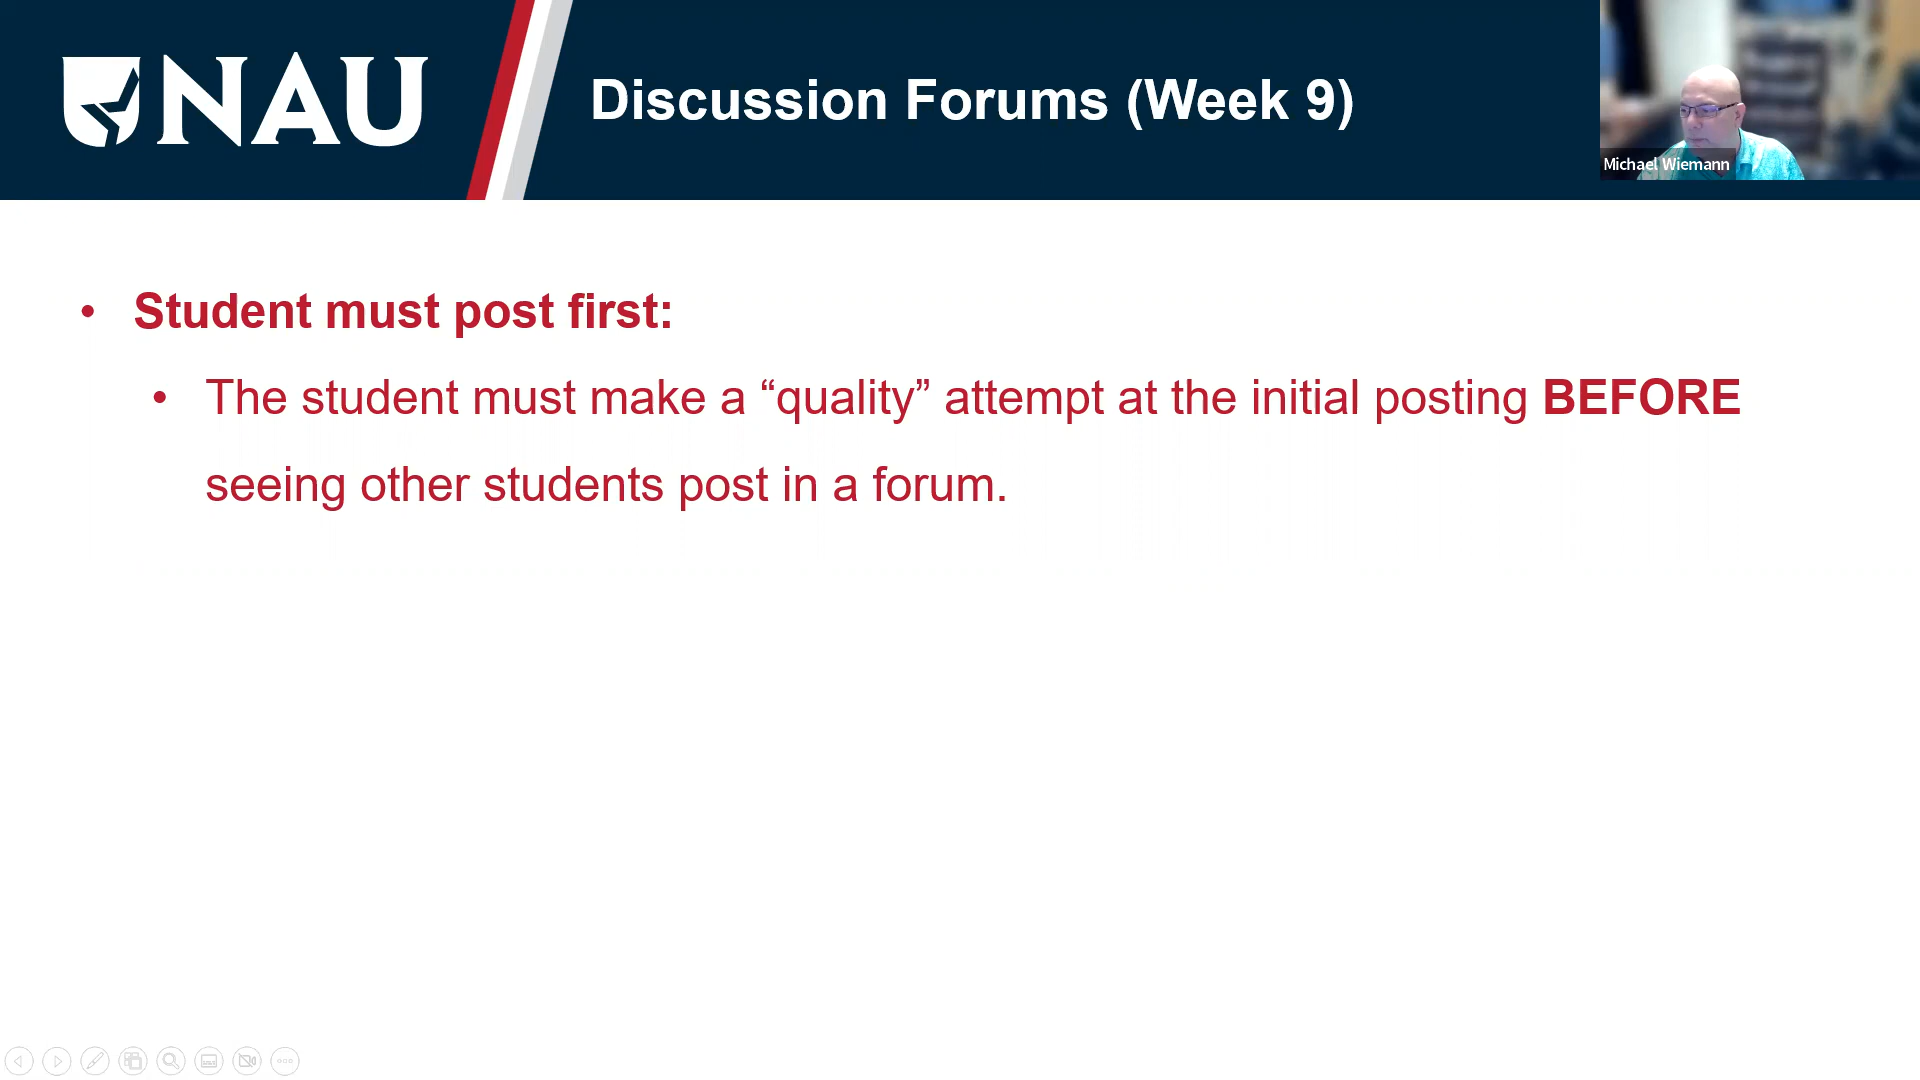 NAU
Discussion Forums (Week 9)
Michael Wiemann
• Student must post first:
• The student must make a “quality” attempt at the initial posting BEFORE
seeing other students post in a forum.